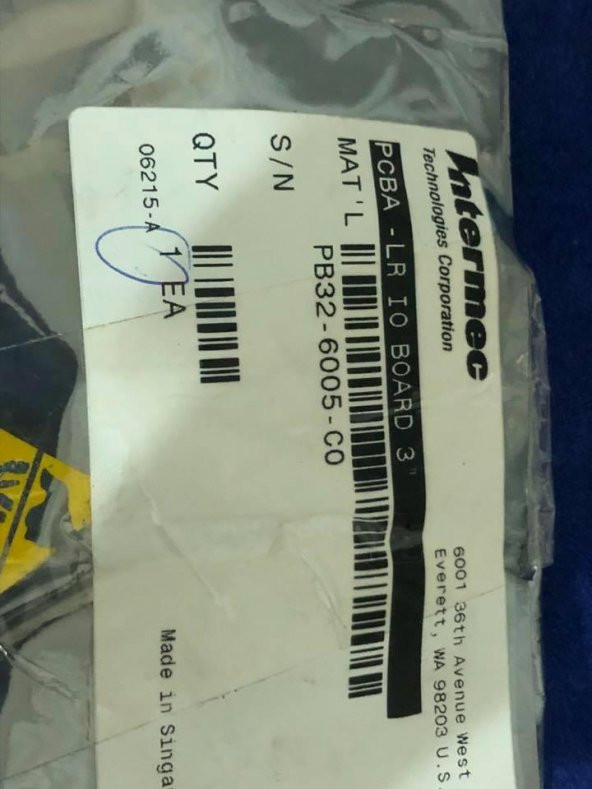 Intermec
Technologies Corporation
6001 36th Avenue West
Everett, WA 98203 U.S.
PCBA -LR IO BOARD 3"
MAT'L
PB32-6005-C0
S/N
QTY
1 EA
06215-A
Made in Singa